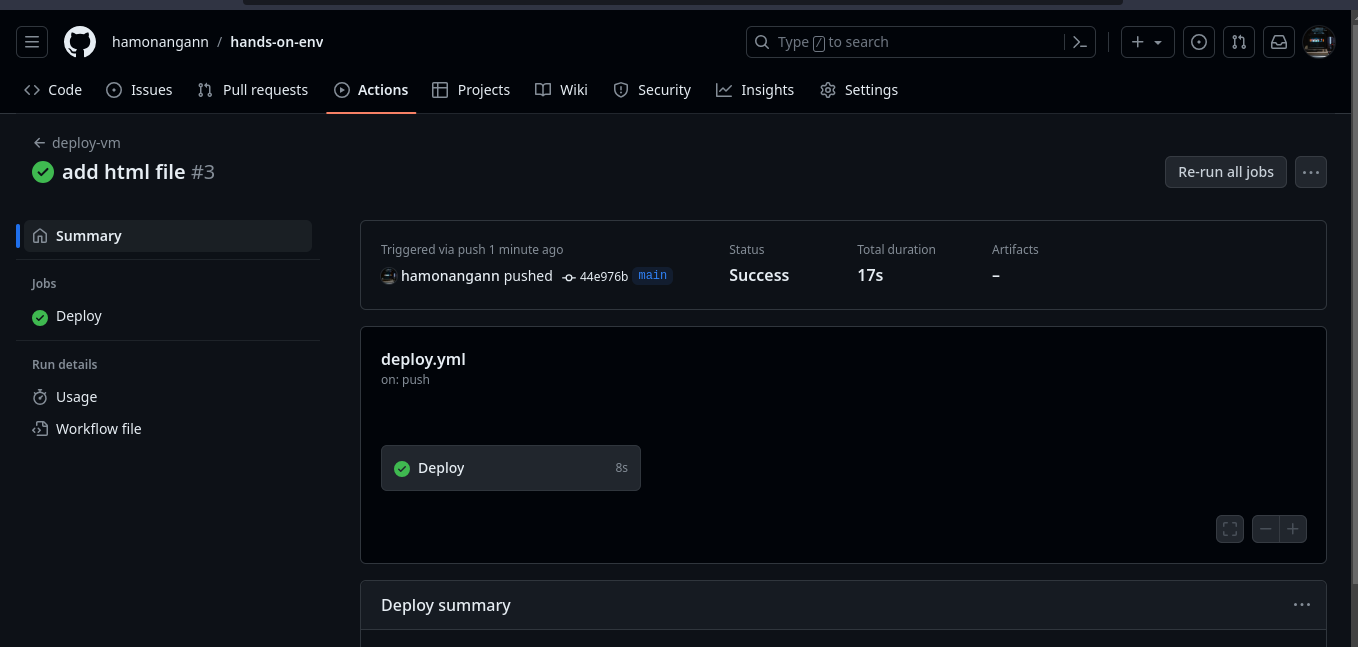 hamonangann / hands-on-env
Type / to search
Code Issues Pull requests Actions Projects Wiki Security Insights Settings
deploy-vm
add html file #3
Re-run all jobs
Summary
Jobs
Deploy
Run details
Usage
Workflow file
Triggered via push 1 minute ago
hamonangann pushed 44e976b main
Status
Success
Total duration
17s
Artifacts
–
deploy.yml
on: push
Deploy 8s
Deploy summary